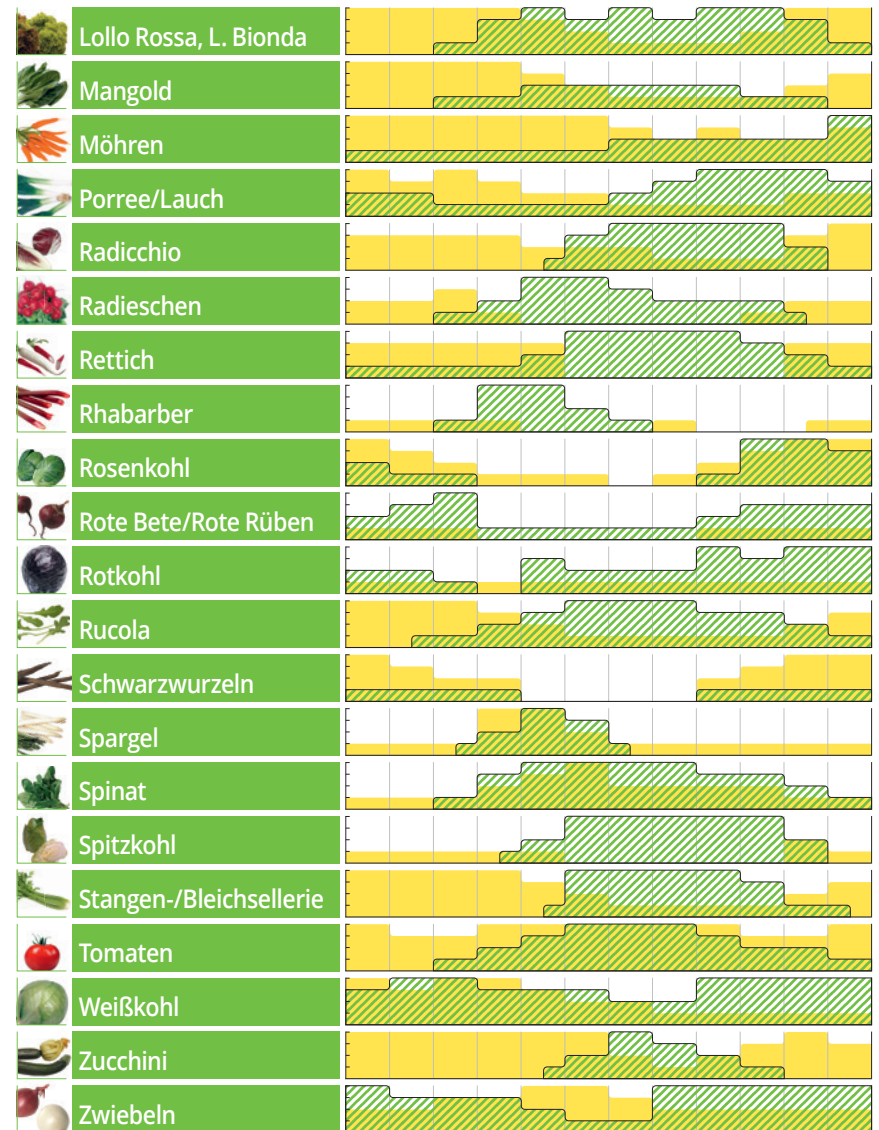 Lollo Rossa, L. Bionda
Mangold
Möhren
Porree/Lauch
Radicchio
Radieschen
Rettich
Rhabarber
Rosenkohl
Rote Bete/Rote Rüben
Rotkohl
Rucola
Schwarzwurzeln
Spargel
Spinat
Spitzkohl
Stangen-/Bleichsellerie
Tomaten
Weißkohl
Zucchini
Zwiebeln